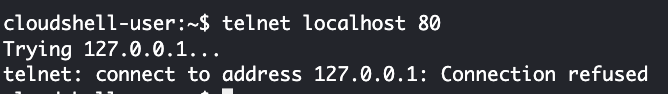 cloudshell-user:~$ telnet localhost 80
Trying 127.0.0.1...
telnet: connect to address 127.0.0.1: Connection refused